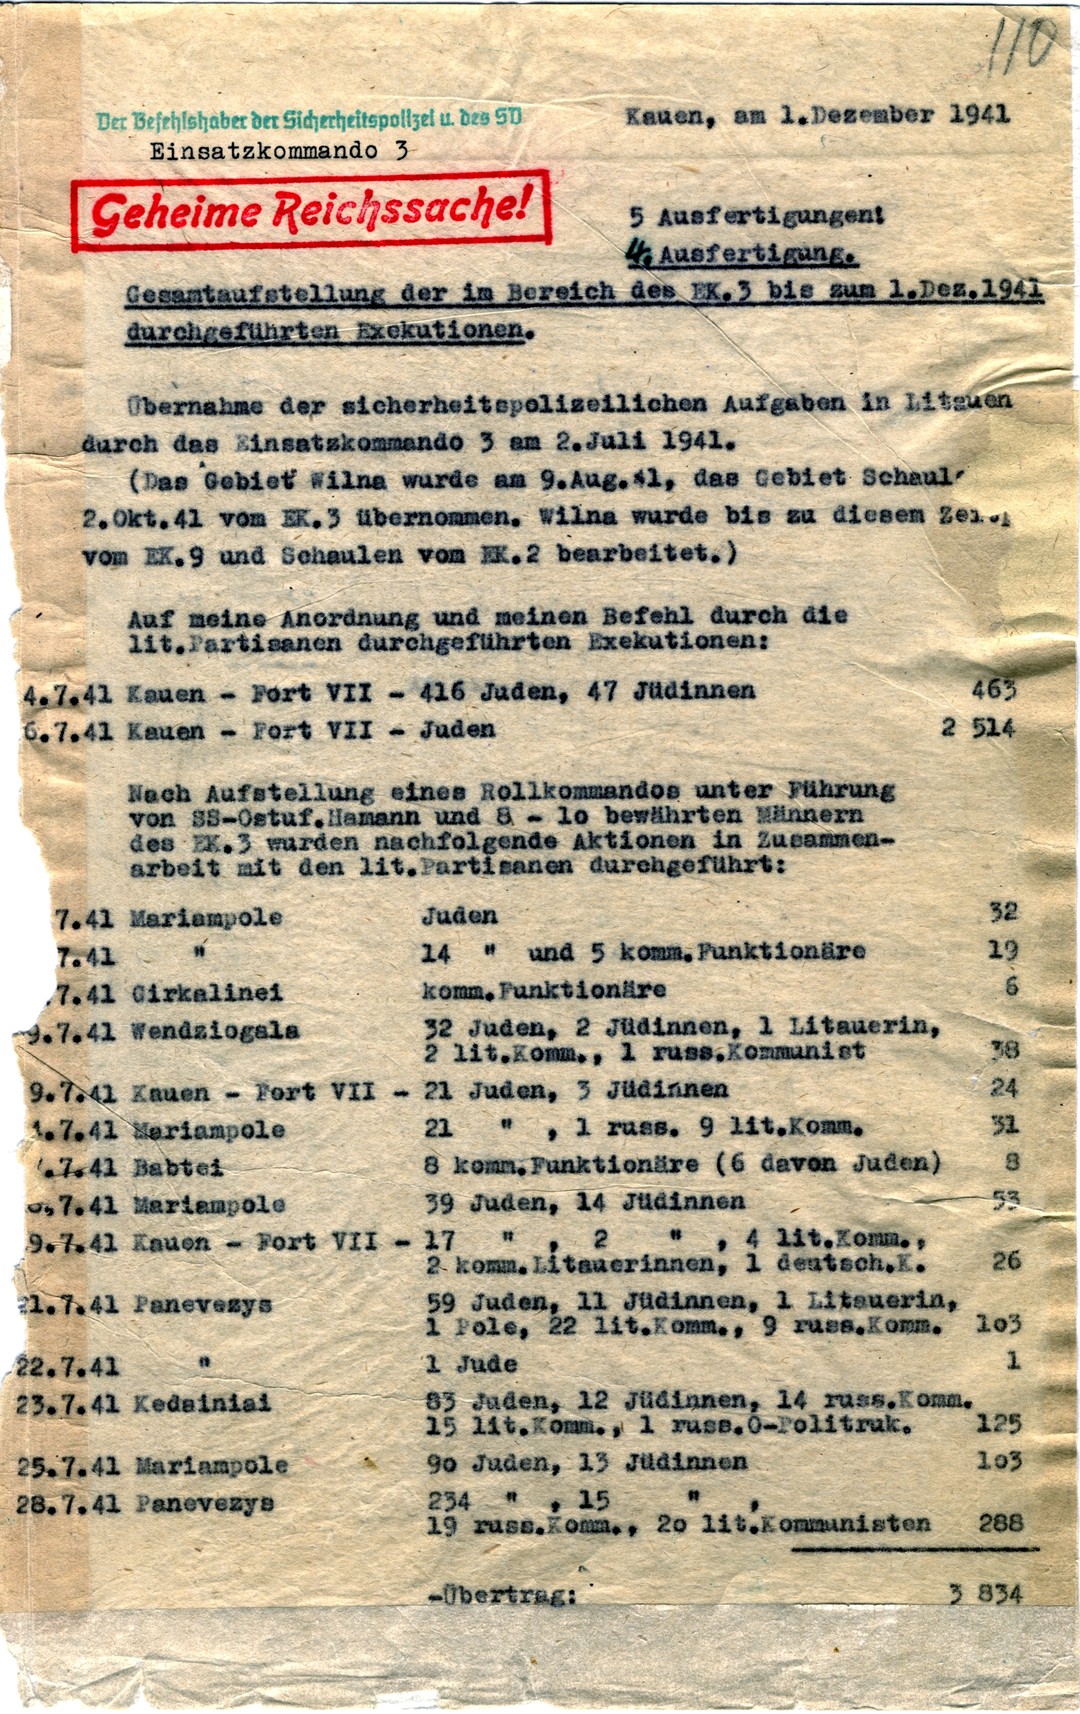 110
Der Befehlshaber der Sicherheitspolizei u. des SD
Kauen, am 1.Dezember 1941
Einsatzkommando 3
Geheime Reichssache!
5 Ausfertigungen!
4. Ausfertigung.
Gesamtaufstellung der im Bereich des EK.3 bis zum 1.Dez.1941
durchgeführten Exekutionen.
Übernahme der sicherheitspolizeilichen Aufgaben in Litauen
durch das Einsatzkommando 3 am 2.Juli 1941.
(Das Gebiet Wilna wurde am 9.Aug.41, das Gebiet Schaul
2.Okt.41 vom EK.3 übernommen. Wilna wurde bis zu diesem
vom EK.9 und Schaulen vom EK.2 bearbeitet.)
Auf meine Anordnung und meinen Befehl durch die
lit.Partisanen durchgeführten Exekutionen:
4.7.41 Kauen - Fort VII - 416 Juden, 47 Jüdinnen 463
6.7.41 Kauen - Fort VII - Juden 2 514
Nach Aufstellung eines Rollkommandos unter Führung
von SS-Ostuf.Hamann und 8 - 10 bewährten Männern
des EK.3 wurden nachfolgende Aktionen in Zusammen-
arbeit mit den lit.Partisanen durchgeführt:
7.41 Mariampole Juden 32
7.41 " 14 " und 5 komm.Funktionäre 19
.7.41 Girkalinei komm.Funktionäre 6
9.7.41 Wendziogala 32 Juden, 2 Jüdinnen, 1 Litauerin,
2 lit.Komm., 1 russ.Kommunist 38
9.7.41 Kauen - Fort VII - 21 Juden, 3 Jüdinnen 24
.7.41 Mariampole 21 " , 1 russ. 9 lit.Komm. 31
.7.41 Babtei 8 komm.Funktionäre (6 davon Juden) 8
.7.41 Mariampole 39 Juden, 14 Jüdinnen 53
9.7.41 Kauen - Fort VII - 17 " , 2 " , 4 lit.Komm.,
2 komm.Litauerinnen, 1 deutsch.K. 26
21.7.41 Panevezys 59 Juden, 11 Jüdinnen, 1 Litauerin,
1 Pole, 22 lit.Komm., 9 russ.Komm. 103
22.7.41 " 1 Jude 1
23.7.41 Kedainiai 83 Juden, 12 Jüdinnen, 14 russ.Komm.
15 lit.Komm., 1 russ.O-Politruk. 125
25.7.41 Mariampole 90 Juden, 13 Jüdinnen 103
28.7.41 Panevezys 234 " , 15 " ,
19 russ.Komm., 20 lit.Kommunisten 288
-Übertrag: 3 834